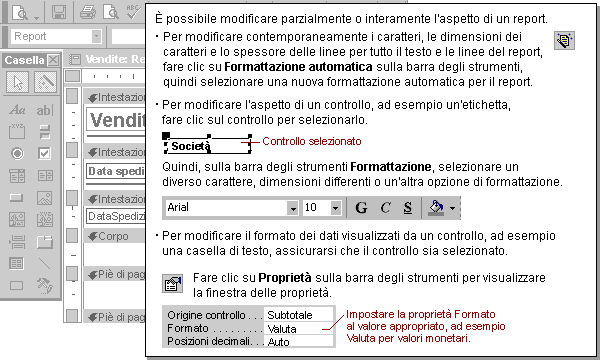 Report
Casella
Aa
ab|
Vendite: Re
Intestazio
Vendit
Intestazio
Data spedi
Intestazio
DataSpedizi
Corpo
Piè di pag
Piè di pag
È possibile modificare parzialmente o interamente l'aspetto di un report.
· Per modificare contemporaneamente i caratteri, le dimensioni dei
caratteri e lo spessore delle linee per tutto il testo e le linee del report,
fare clic su Formattazione automatica sulla barra degli strumenti,
quindi selezionare una nuova formattazione automatica per il report.
· Per modificare l'aspetto di un controllo, ad esempio un'etichetta,
fare clic sul controllo per selezionarlo.
Società
Controllo selezionato
Quindi, sulla barra degli strumenti Formattazione, selezionare un
diverso carattere, dimensioni differenti o un'altra opzione di formattazione.
Arial 10 G C S
· Per modificare il formato dei dati visualizzati da un controllo, ad esempio
una casella di testo, assicurarsi che il controllo sia selezionato.
Fare clic su Proprietà sulla barra degli strumenti per visualizzare
la finestra delle proprietà.
Origine controllo . . . Subtotale
Formato . . . . . . . . . Valuta
Posizioni decimali. . . Auto
Impostare la proprietà Formato
al valore appropriato, ad esempio
Valuta per valori monetari.